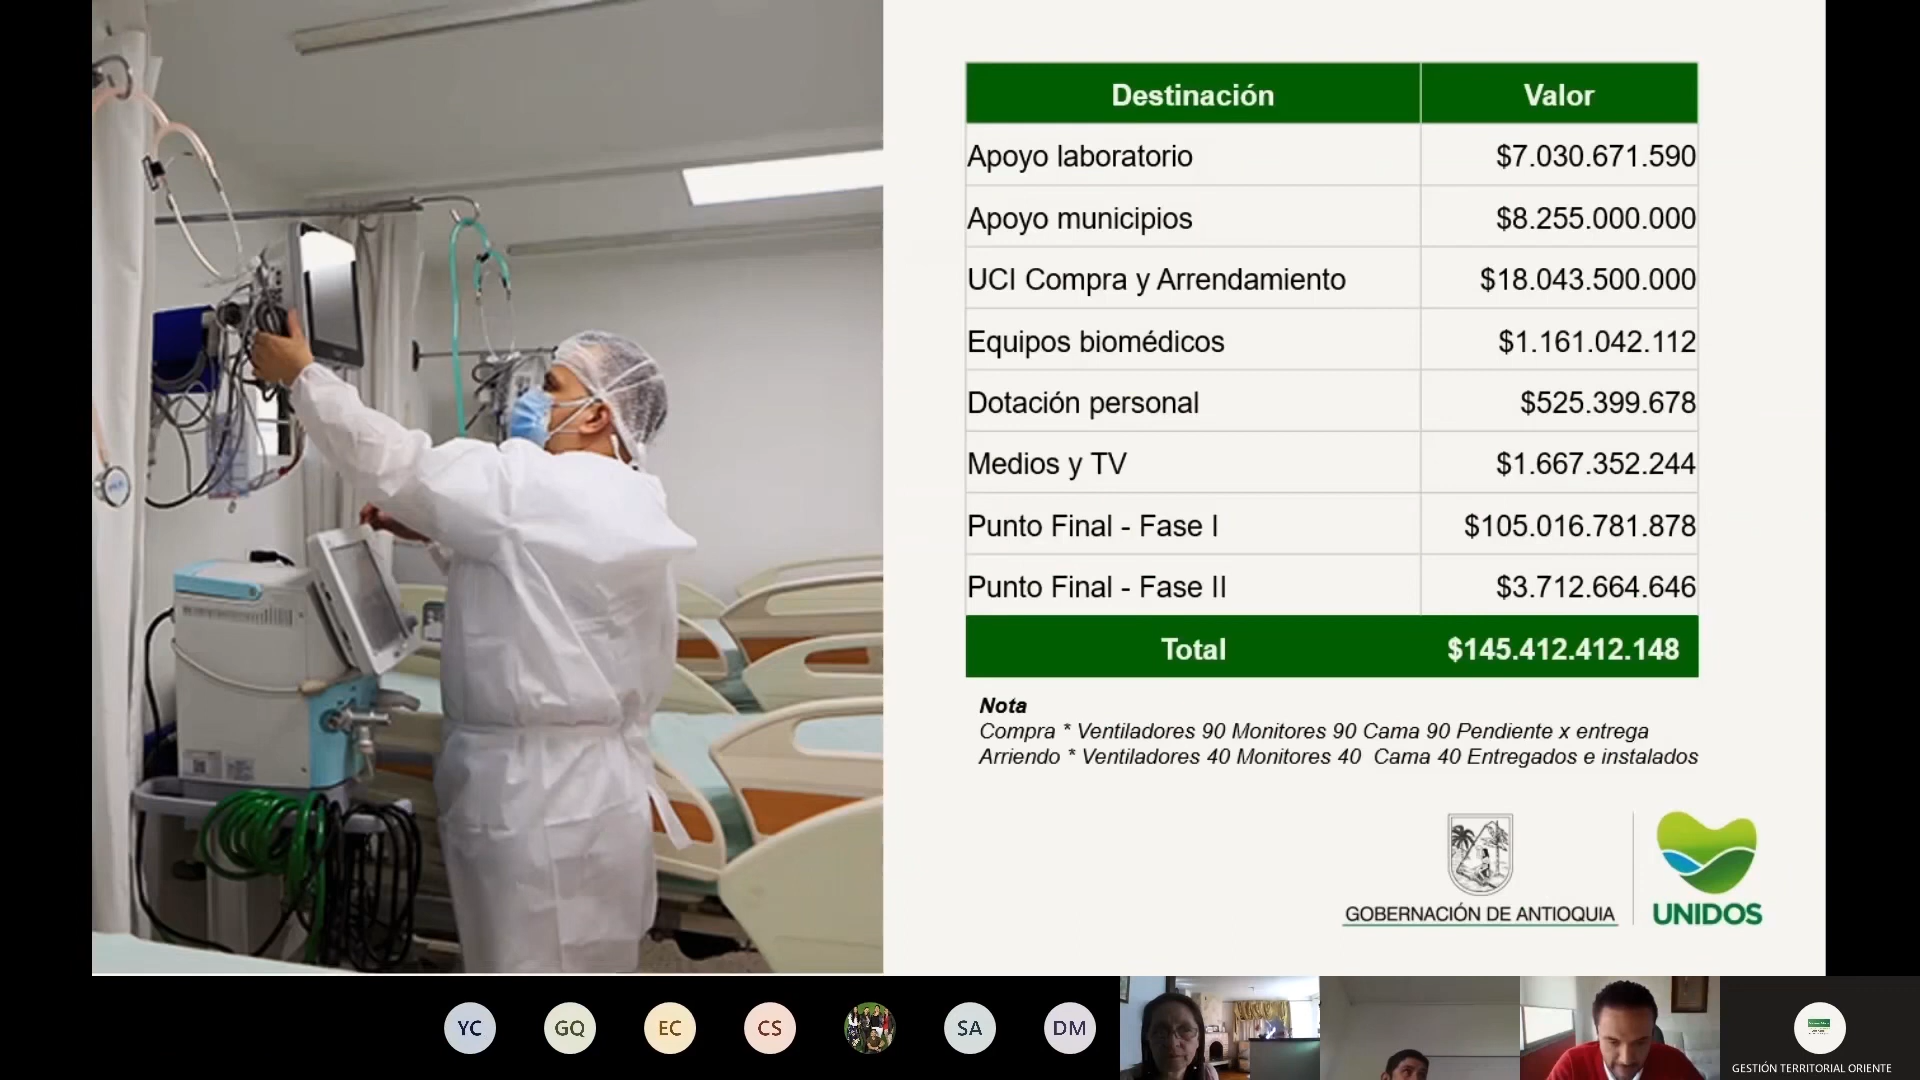 Destinación Valor
Apoyo laboratorio $7.030.671.590
Apoyo municipios $8.255.000.000
UCI Compra y Arrendamiento $18.043.500.000
Equipos biomédicos $1.161.042.112
Dotación personal $525.399.678
Medios y TV $1.667.352.244
Punto Final - Fase I $105.016.781.878
Punto Final - Fase II $3.712.664.646
Total $145.412.412.148
Nota
Compra * Ventiladores 90 Monitores 90 Cama 90 Pendiente x entrega
Arriendo * Ventiladores 40 Monitores 40 Cama 40 Entregados e instalados
GOBERNACIÓN DE ANTIOQUIA
UNIDOS
YC GQ EC CS SA DM
GESTIÓN TERRITORIAL ORIENTE